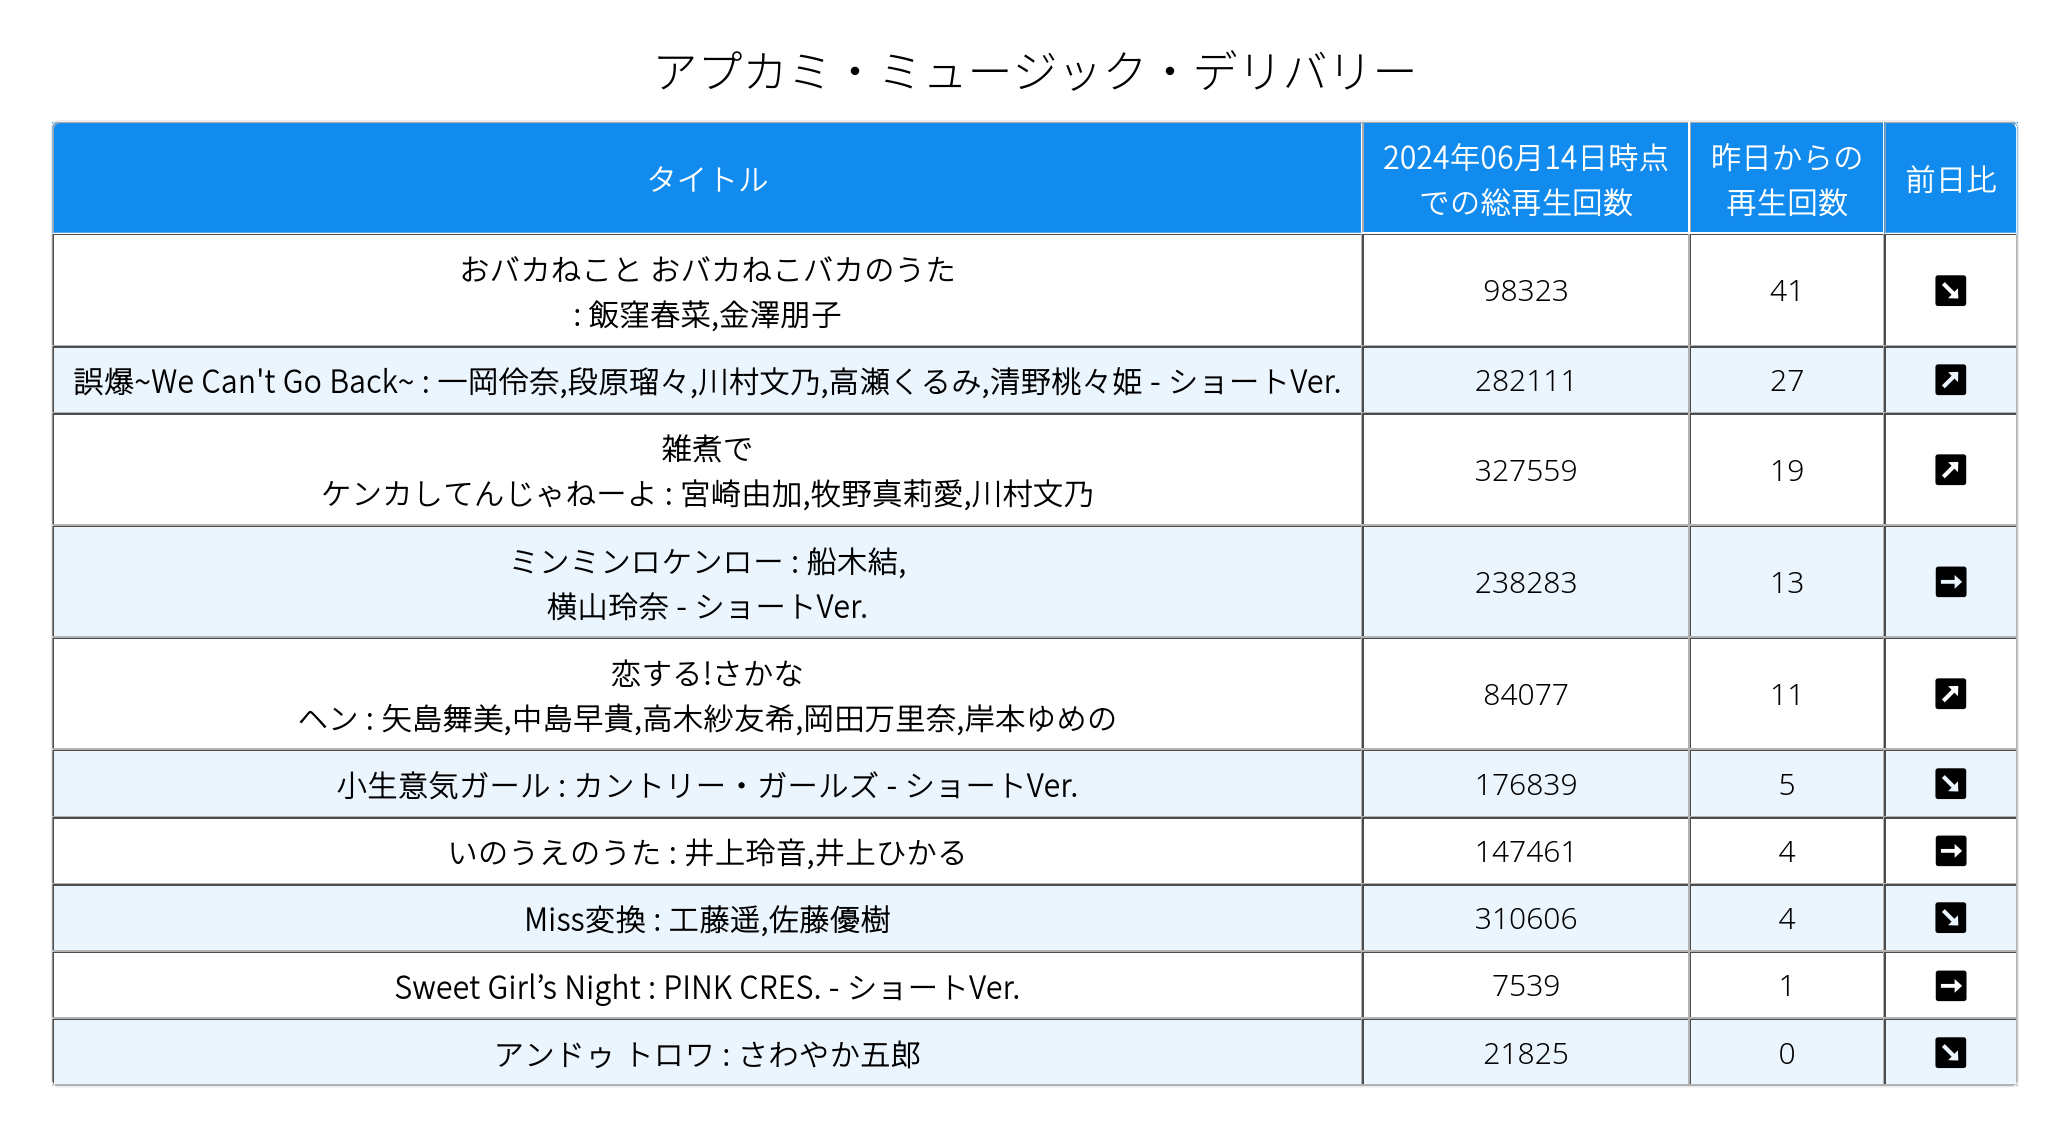 アプカミ・ミュージック・デリバリー
タイトル
2024年06月14日時点
での総再生回数
昨日からの
再生回数
前日比
おバカねこと おバカねこバカのうた
: 飯窪春菜,金澤朋子
98323
41
誤爆~We Can't Go Back~ : 一岡伶奈,段原瑠々,川村文乃,高瀬くるみ,清野桃々姫 - ショートVer.
282111
27
雑煮で
ケンカしてんじゃねーよ : 宮崎由加,牧野真莉愛,川村文乃
327559
19
ミンミンロケンロー : 船木結,
横山玲奈 - ショートVer.
238283
13
恋する!さかな
ヘン : 矢島舞美,中島早貴,高木紗友希,岡田万里奈,岸本ゆめの
84077
11
小生意気ガール : カントリー・ガールズ - ショートVer.
176839
5
いのうえのうた : 井上玲音,井上ひかる
147461
4
Miss変換 : 工藤遥,佐藤優樹
310606
4
Sweet Girl’s Night : PINK CRES. - ショートVer.
7539
1
アンドゥ トロワ : さわやか五郎
21825
0